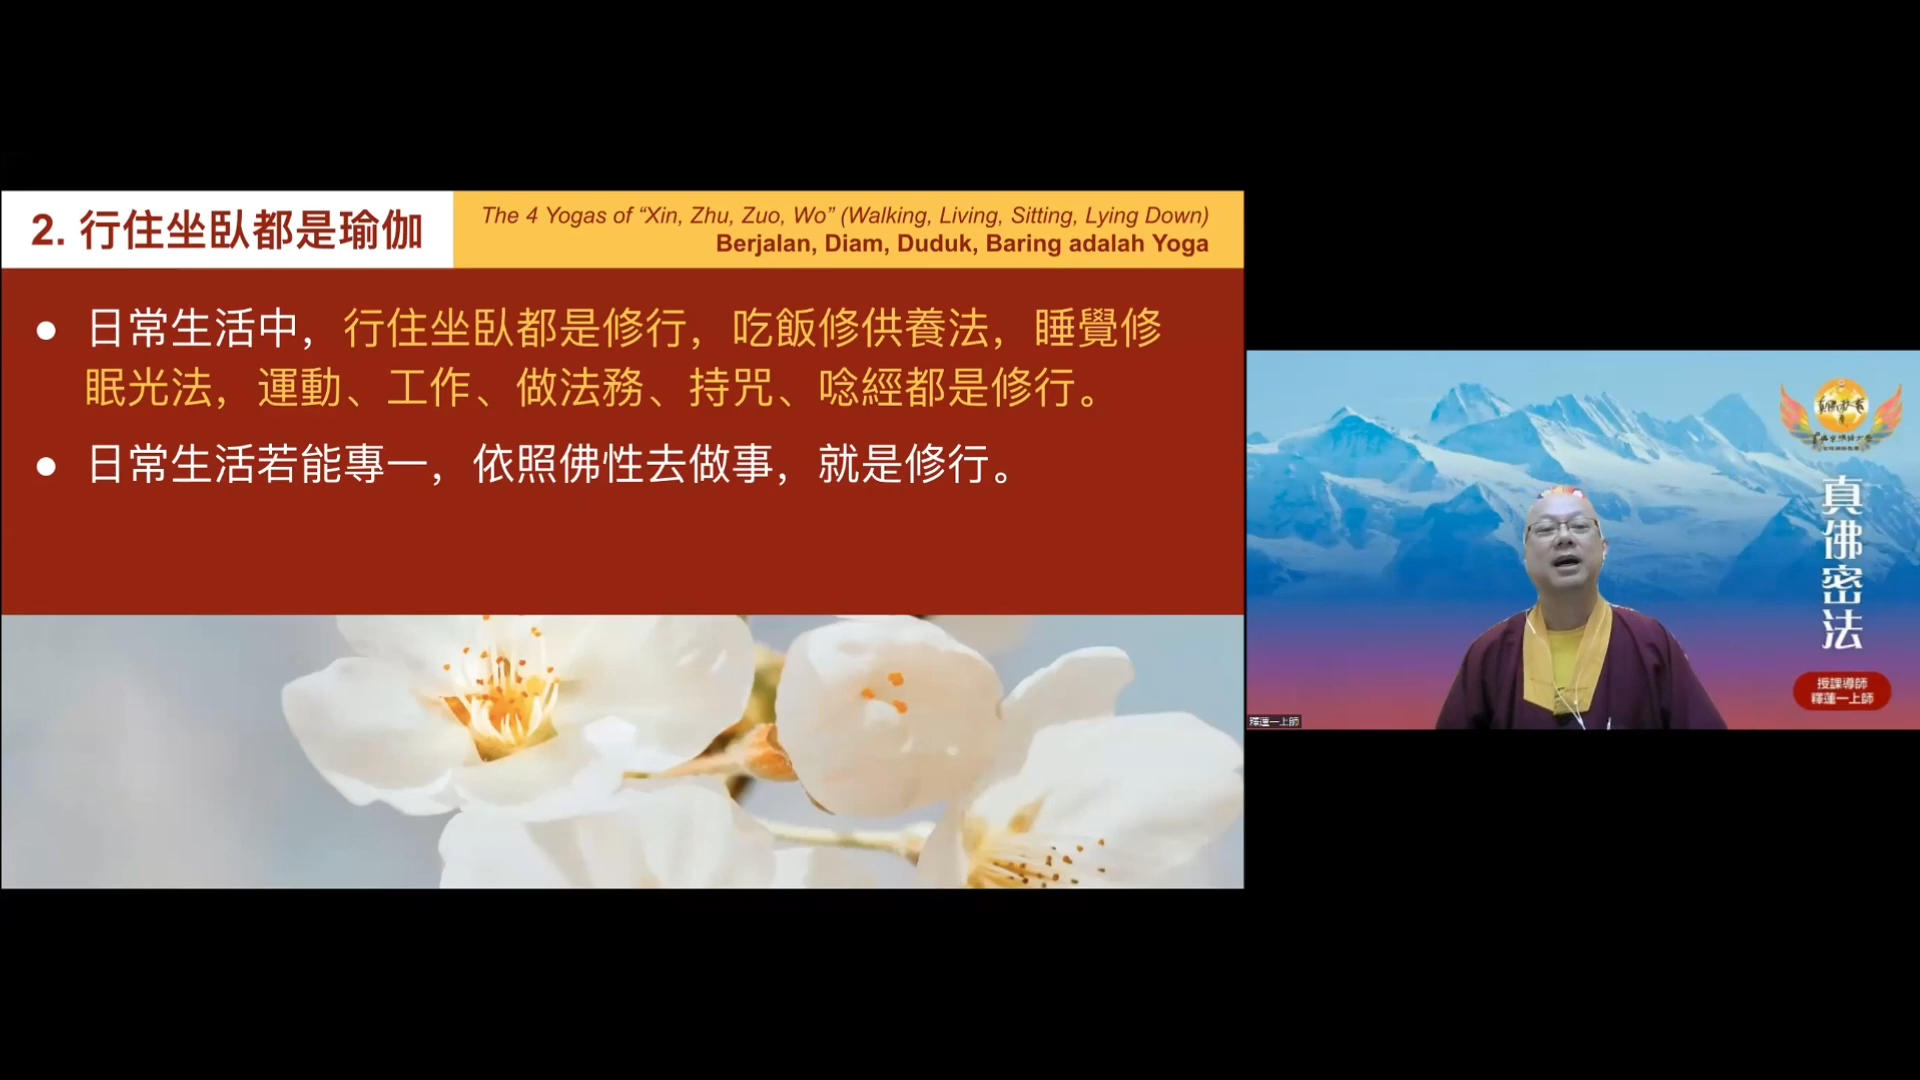 2. 行住坐臥都是瑜伽
The 4 Yogas of “Xin, Zhu, Zuo, Wo” (Walking, Living, Sitting, Lying Down)
Berjalan, Diam, Duduk, Baring adalah Yoga
● 日常生活中，行住坐臥都是修行，吃飯修供養法，睡覺修
眠光法，運動、工作、做法務、持咒、唸經都是修行。
● 日常生活若能專一，依照佛性去做事，就是修行。
真佛密法
授課導師
釋蓮一上師
釋蓮一上師